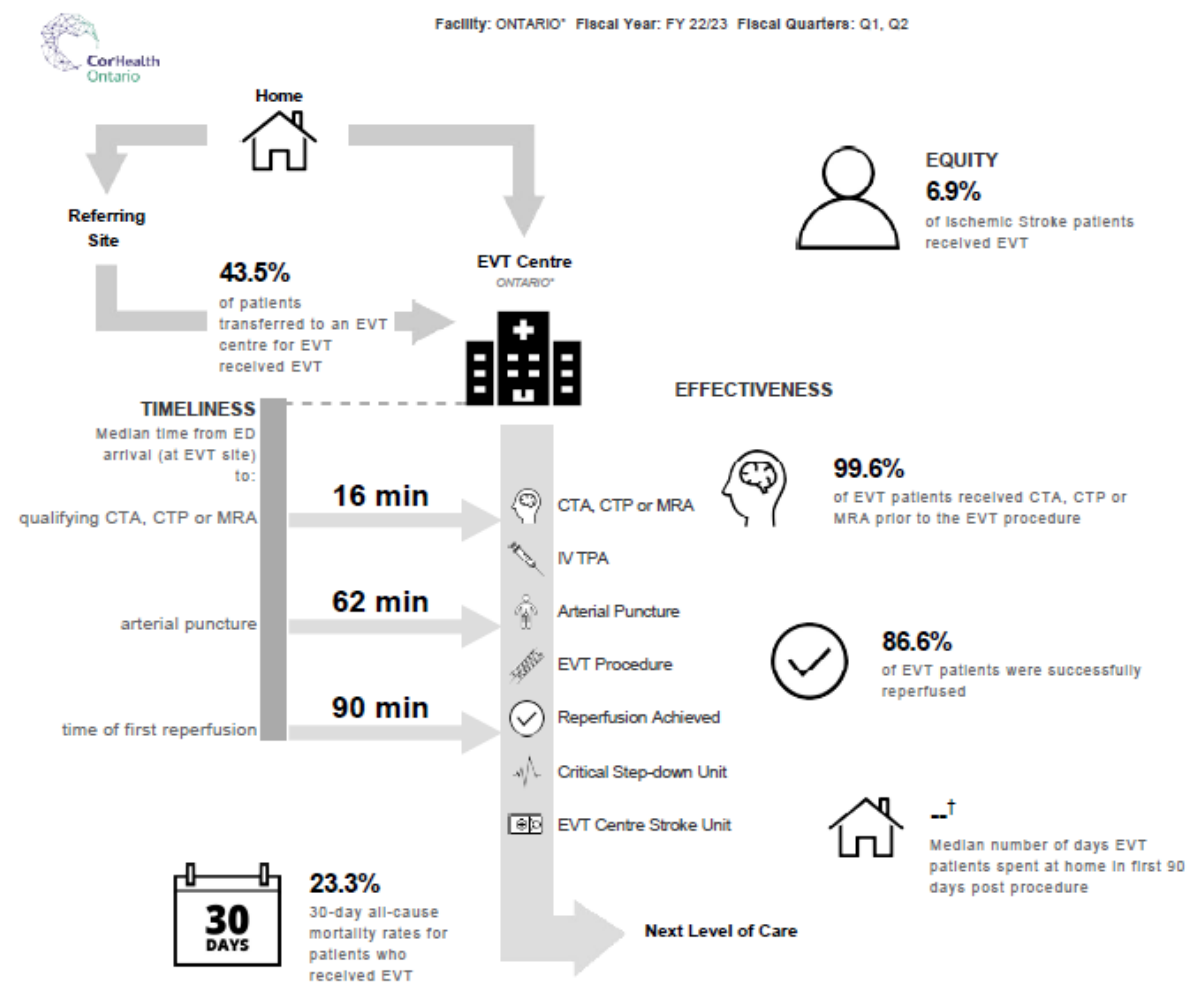 CorHealth
Ontario
Facility: ONTARIO* Fiscal Year: FY 22/23 Fiscal Quarters: Q1, Q2
Home
Referring
Site
43.5%
of patients
transferred to an EVT
centre for EVT
received EVT
EVT Centre
ONTARIO*
EQUITY
6.9%
of Ischemic Stroke patients
received EVT
TIMELINESS
Median time from ED
arrival (at EVT site)
to:
qualifying CTA, CTP or MRA
16 min
arterial puncture
62 min
time of first reperfusion
90 min
CTA, CTP or MRA
IV TPA
Arterial Puncture
EVT Procedure
Reperfusion Achieved
Critical Step-down Unit
EVT Centre Stroke Unit
Next Level of Care
EFFECTIVENESS
99.6%
of EVT patients received CTA, CTP or
MRA prior to the EVT procedure
86.6%
of EVT patients were successfully
reperfused
--†
Median number of days EVT
patients spent at home in first 90
days post procedure
30
DAYS
23.3%
30-day all-cause
mortality rates for
patients who
received EVT